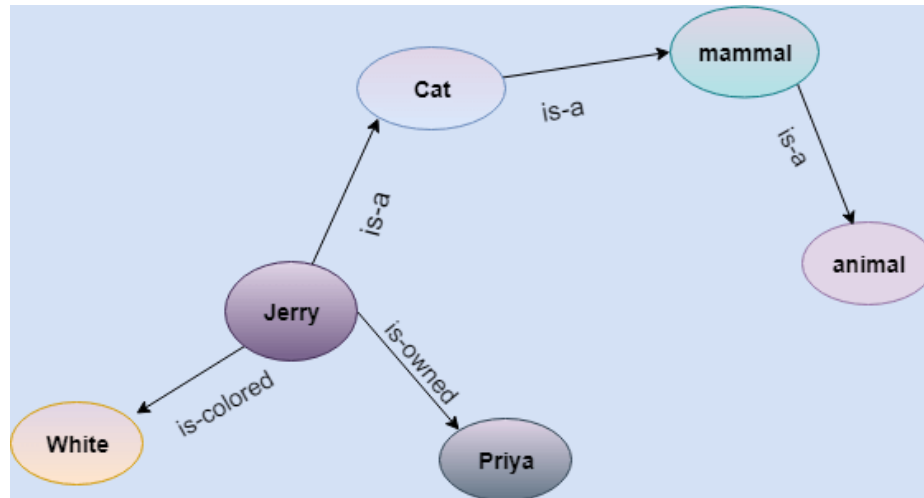 mammal
Cat
is-a
is-a
is-a
animal
Jerry
is-owned
is-colored
White
Priya